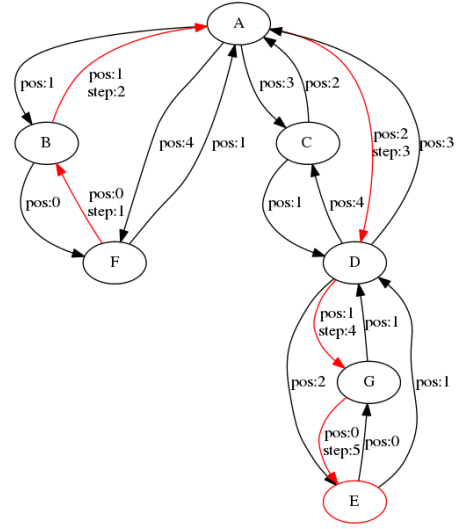 A
pos:1
pos:1
step:2
pos:3
pos:2
B
C
pos:4
pos:1
pos:2
step:3
pos:3
pos:0
pos:0
step:1
pos:1
pos:4
F
D
pos:1
step:4
pos:1
pos:2
G
pos:1
pos:0
step:5
pos:0
E